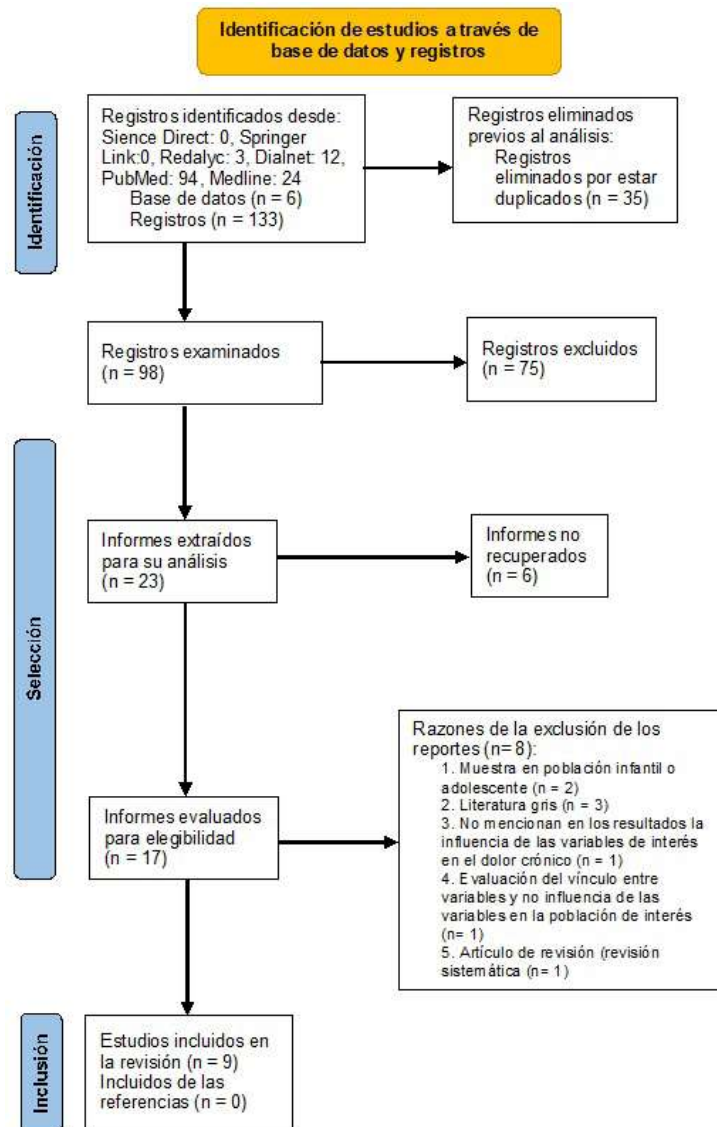 Identificación de estudios a través de
base de datos y registros
Identificación
Registros identificados desde:
Sience Direct: 0, Springer
Link:0, Redalyc: 3, Dialnet: 12,
PubMed: 94, Medline: 24
Base de datos (n = 6)
Registros (n = 133)
Registros eliminados
previos al análisis:
Registros
eliminados por estar
duplicados (n = 35)
Registros examinados
(n = 98)
Registros excluidos
(n = 75)
Selección
Informes extraídos
para su análisis
(n = 23)
Informes no
recuperados
(n = 6)
Informes evaluados
para elegibilidad
(n = 17)
Razones de la exclusión de los
reportes (n= 8):
1. Muestra en población infantil o
adolescente (n = 2)
2. Literatura gris (n = 3)
3. No mencionan en los resultados la
influencia de las variables de interés
en el dolor crónico (n = 1)
4. Evaluación del vínculo entre
variables y no influencia de las
variables en la población de interés
(n= 1)
5. Artículo de revisión (revisión
sistemática (n= 1)
Inclusión
Estudios incluidos en
la revisión (n = 9)
Incluidos de las
referencias (n = 0)